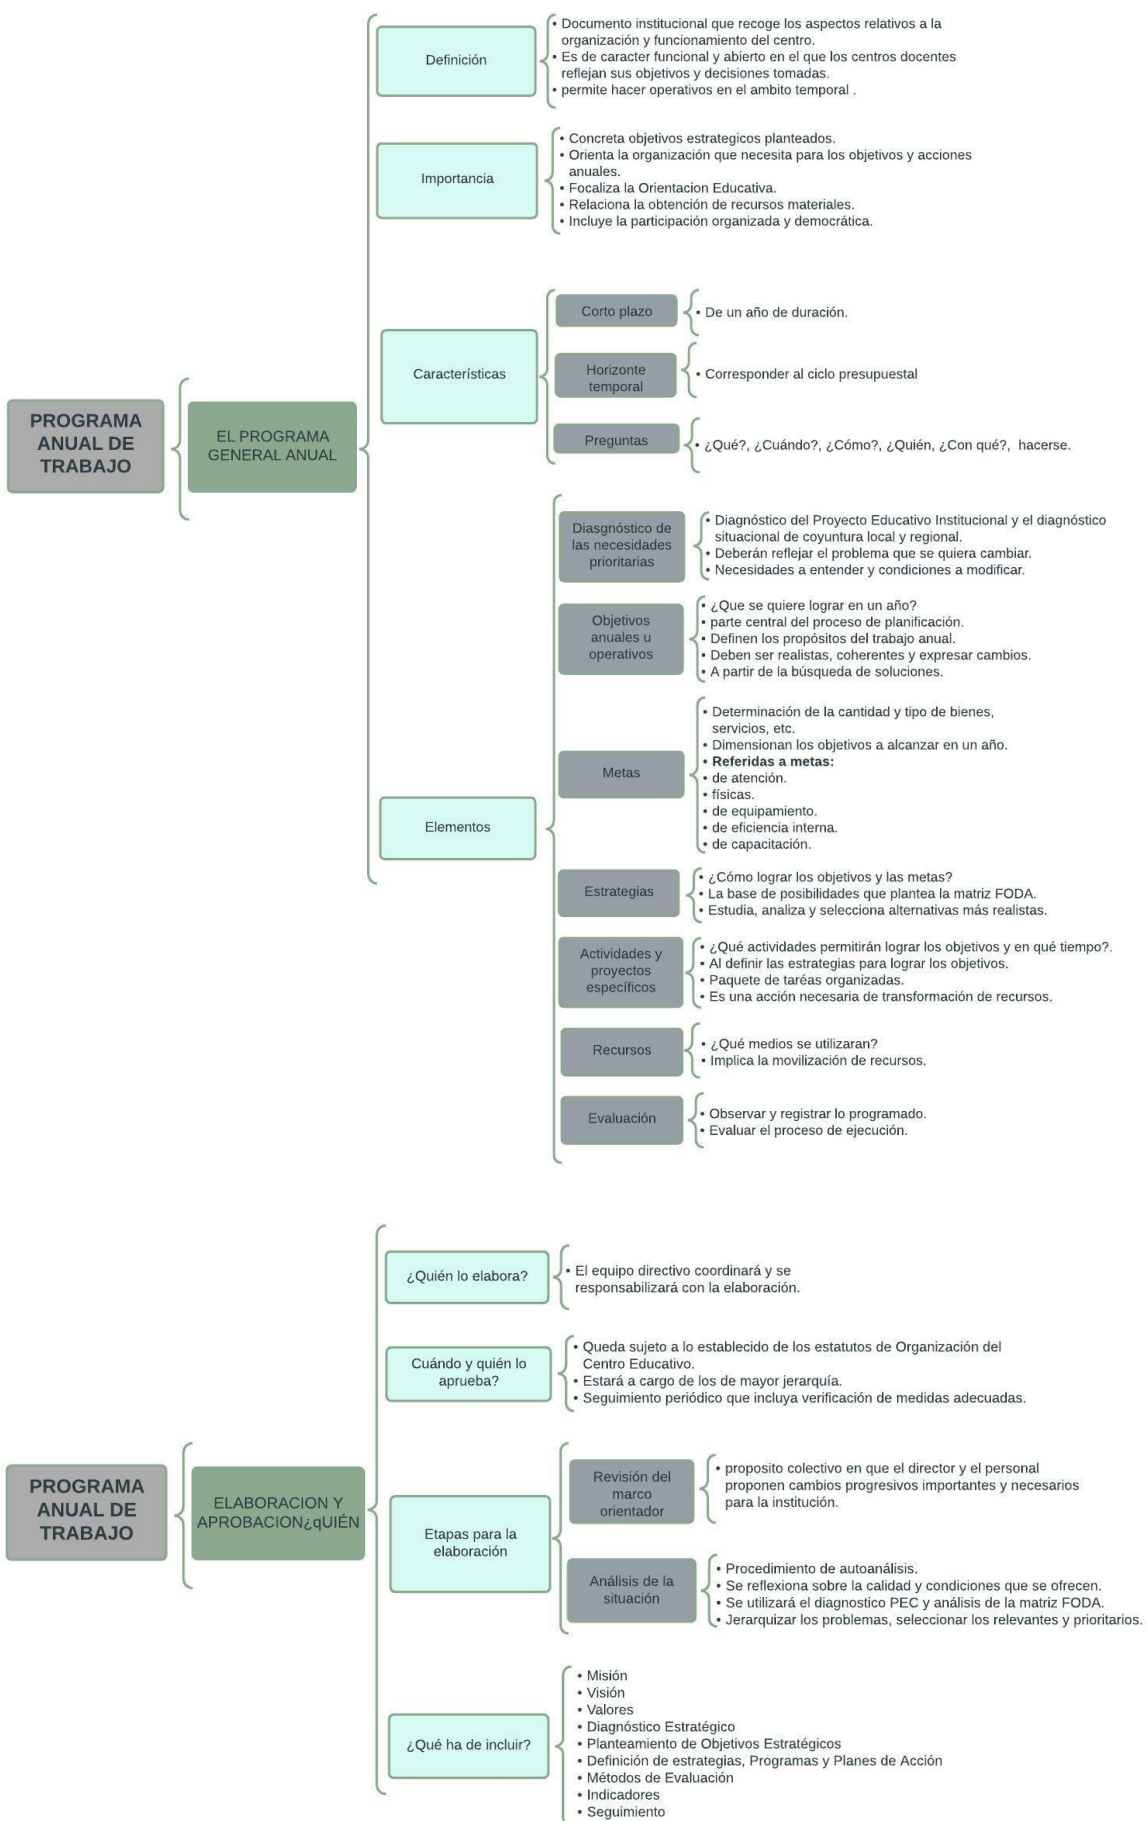 PROGRAMA
ANUAL DE
TRABAJO
EL PROGRAMA
GENERAL ANUAL
Definición
• Documento institucional que recoge los aspectos relativos a la
organización y funcionamiento del centro.
• Es de caracter funcional y abierto en el que los centros docentes
reflejan sus objetivos y decisiones tomadas.
• permite hacer operativos en el ambito temporal .
Importancia
• Concreta objetivos estrategicos planteados.
• Orienta la organización que necesita para los objetivos y acciones
anuales.
• Focaliza la Orientacion Educativa.
• Relaciona la obtención de recursos materiales.
• Incluye la participación organizada y democrática.
Características
Corto plazo
• De un año de duración.
Horizonte
temporal
• Corresponder al ciclo presupuestal
Preguntas
• ¿Qué?, ¿Cuándo?, ¿Cómo?, ¿Quién, ¿Con qué?, hacerse.
Elementos
Diasgnóstico de
las necesidades
prioritarias
• Diagnóstico del Proyecto Educativo Institucional y el diagnóstico
situacional de coyuntura local y regional.
• Deberán reflejar el problema que se quiera cambiar.
• Necesidades a entender y condiciones a modificar.
Objetivos
anuales u
operativos
• ¿Que se quiere lograr en un año?
• parte central del proceso de planificación.
• Definen los propósitos del trabajo anual.
• Deben ser realistas, coherentes y expresar cambios.
• A partir de la búsqueda de soluciones.
Metas
• Determinación de la cantidad y tipo de bienes,
servicios, etc.
• Dimensionan los objetivos a alcanzar en un año.
• Referidas a metas:
• de atención.
• físicas.
• de equipamiento.
• de eficiencia interna.
• de capacitación.
Estrategias
• ¿Cómo lograr los objetivos y las metas?
• La base de posibilidades que plantea la matriz FODA.
• Estudia, analiza y selecciona alternativas más realistas.
Actividades y
proyectos
específicos
• ¿Qué actividades permitirán lograr los objetivos y en qué tiempo?.
• Al definir las estrategias para lograr los objetivos.
• Paquete de taréas organizadas.
• Es una acción necesaria de transformación de recursos.
Recursos
• ¿Qué medios se utilizaran?
• Implica la movilización de recursos.
Evaluación
• Observar y registrar lo programado.
• Evaluar el proceso de ejecución.
PROGRAMA
ANUAL DE
TRABAJO
ELABORACION Y
APROBACION¿qUIÉN
¿Quién lo elabora?
• El equipo directivo coordinará y se
responsabilizará con la elaboración.
Cuándo y quién lo
aprueba?
• Queda sujeto a lo establecido de los estatutos de Organización del
Centro Educativo.
• Estará a cargo de los de mayor jerarquía.
• Seguimiento periódico que incluya verificación de medidas adecuadas.
Etapas para la
elaboración
Revisión del
marco
orientador
• proposito colectivo en que el director y el personal
proponen cambios progresivos importantes y necesarios
para la institución.
Análisis de la
situación
• Procedimiento de autoanálisis.
• Se reflexiona sobre la calidad y condiciones que se ofrecen.
• Se utilizará el diagnostico PEC y análisis de la matriz FODA.
• Jerarquizar los problemas, seleccionar los relevantes y prioritarios.
¿Qué ha de incluir?
• Misión
• Visión
• Valores
• Diagnóstico Estratégico
• Planteamiento de Objetivos Estratégicos
• Definición de estrategias, Programas y Planes de Acción
• Métodos de Evaluación
• Indicadores
• Seguimiento